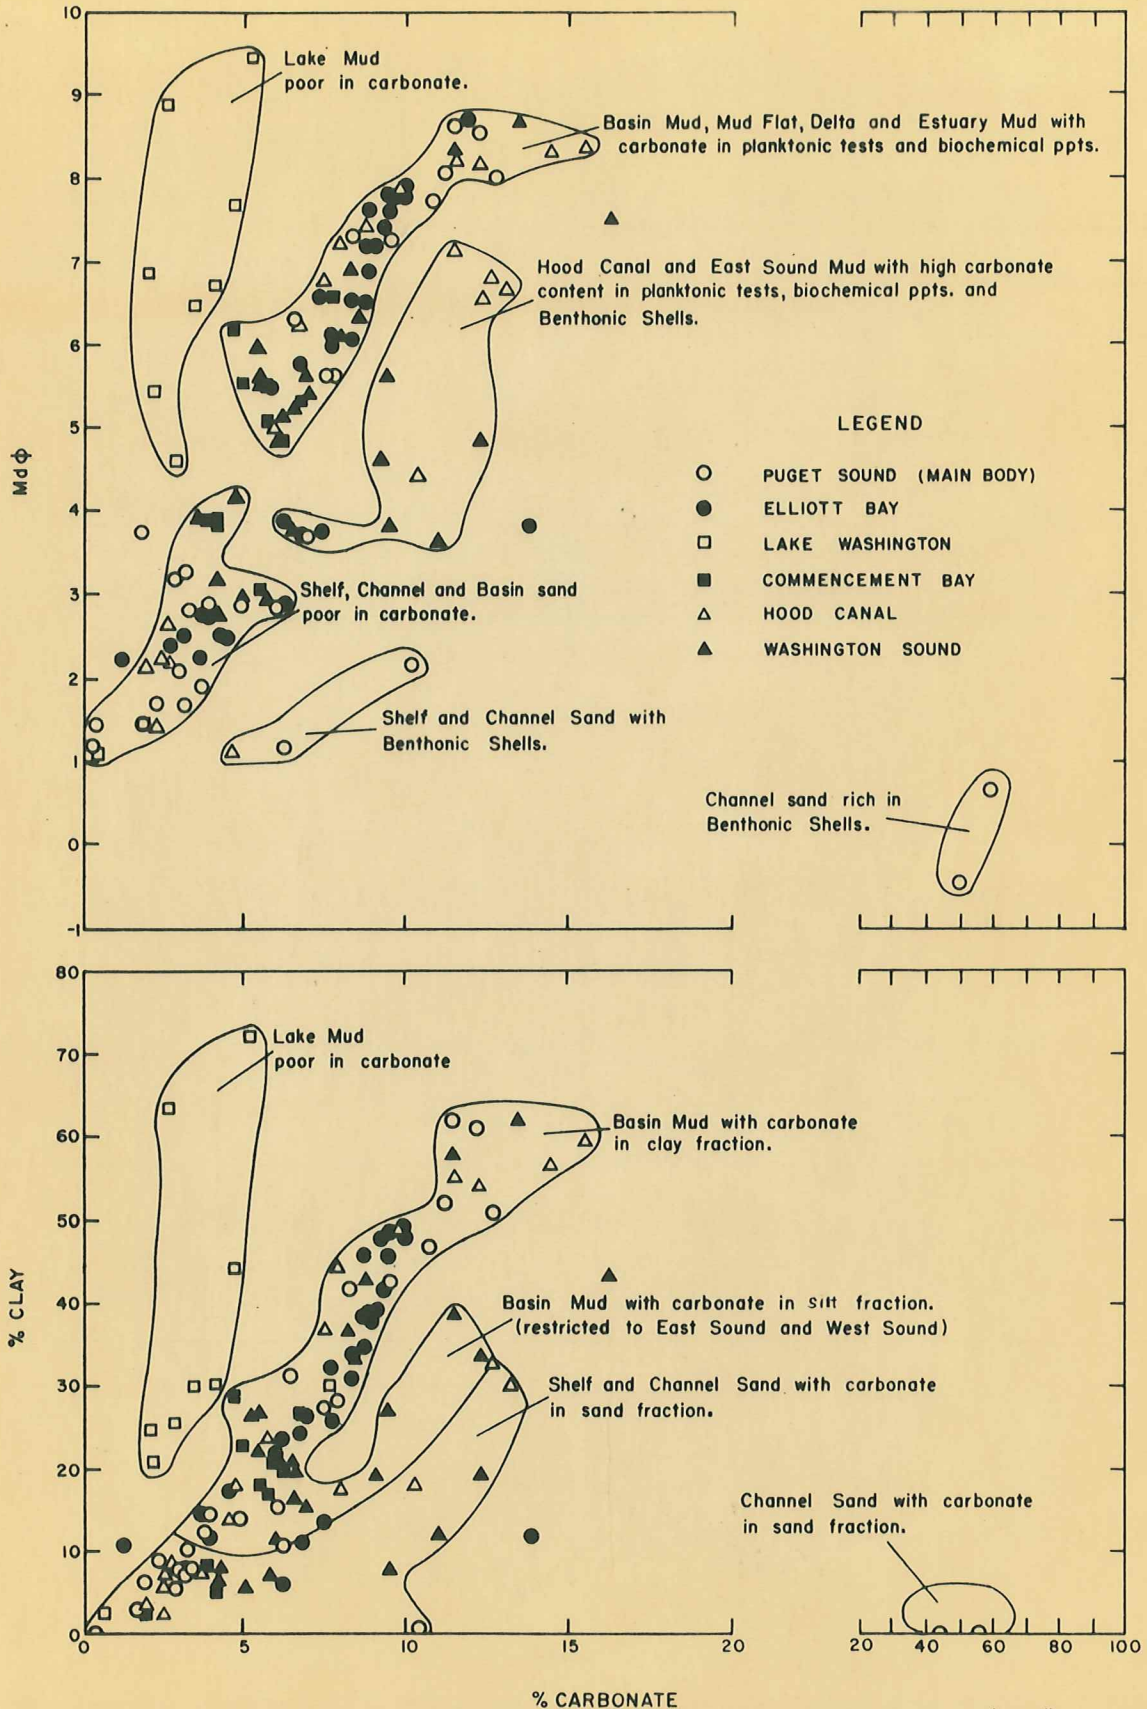 10
9
8
7
6
5
4
3
2
1
0
-1
Mdϕ
Lake Mud
poor in carbonate.
Basin Mud, Mud Flat, Delta and Estuary Mud with
carbonate in planktonic tests and biochemical ppts.
Hood Canal and East Sound Mud with high carbonate
content in planktonic tests, biochemical ppts. and
Benthonic Shells.
LEGEND
PUGET SOUND (MAIN BODY)
ELLIOTT BAY
LAKE WASHINGTON
COMMENCEMENT BAY
HOOD CANAL
WASHINGTON SOUND
Shelf, Channel and Basin sand
poor in carbonate.
Shelf and Channel Sand with
Benthonic Shells.
Channel sand rich in
Benthonic Shells.
80
70
60
50
40
30
20
10
0
% CLAY
Lake Mud
poor in carbonate
Basin Mud with carbonate
in clay fraction.
Basin Mud with carbonate in silt fraction.
(restricted to East Sound and West Sound)
Shelf and Channel Sand with carbonate
in sand fraction.
Channel Sand with carbonate
in sand fraction.
0 5 10 15 20 20 40 60 80 100
% CARBONATE